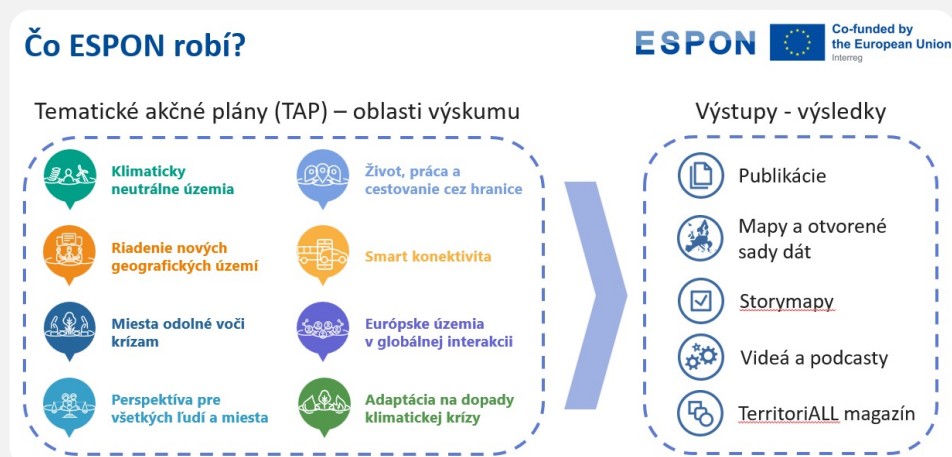 Čo ESPON robí?
ESPON
Co-funded by
the European Union
Interreg
Tematické akčné plány (TAP) – oblasti výskumu
Klimaticky
neutrálne územia
Život, práca a
cestovanie cez hranice
Riadenie nových
geografických území
Smart konektivita
Miesta odolné voči
krízam
Európske územia
v globálnej interakcii
Perspektíva pre
všetkých ľudí a miesta
Adaptácia na dopady
klimatickej krízy
Výstupy - výsledky
Publikácie
Mapy a otvorené
sady dát
Storymapy
Videá a podcasty
TerritoriALL magazín